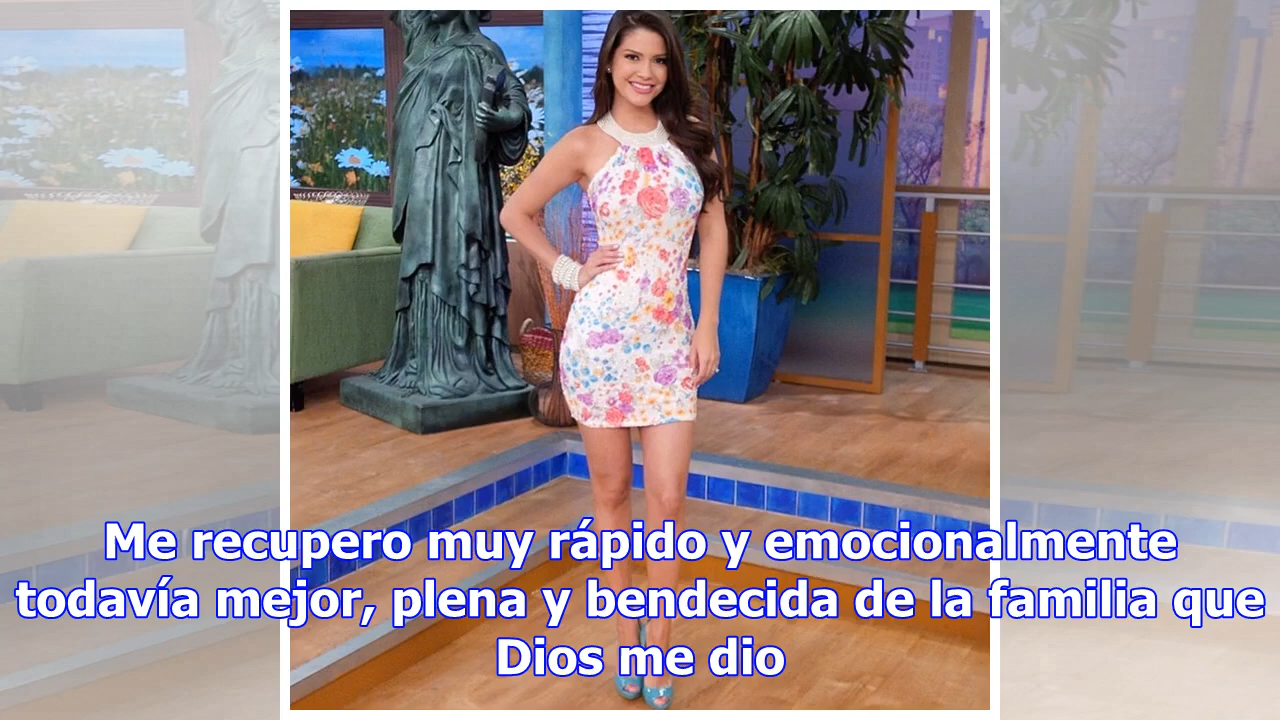 Me recupero muy rápido y emocionalmente
todavía mejor, plena y bendecida de la familia que
Dios me dio